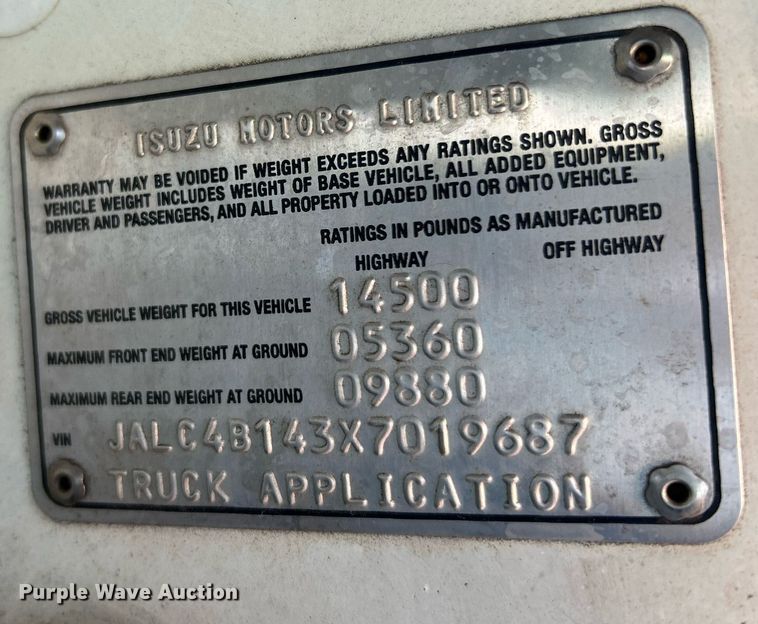 ISUZU MOTORS LIMITED
WARRANTY MAY BE VOIDED IF WEIGHT EXCEEDS ANY RATINGS SHOWN. GROSS
VEHICLE WEIGHT INCLUDES WEIGHT OF BASE VEHICLE, ALL ADDED EQUIPMENT,
DRIVER AND PASSENGERS, AND ALL PROPERTY LOADED INTO OR ONTO VEHICLE.
RATINGS IN POUNDS AS MANUFACTURED
HIGHWAY OFF HIGHWAY
GROSS VEHICLE WEIGHT FOR THIS VEHICLE 14500
MAXIMUM FRONT END WEIGHT AT GROUND 05360
MAXIMUM REAR END WEIGHT AT GROUND 09880
VIN JALC4B143X7019687
TRUCK APPLICATION
Purple Wave Auction